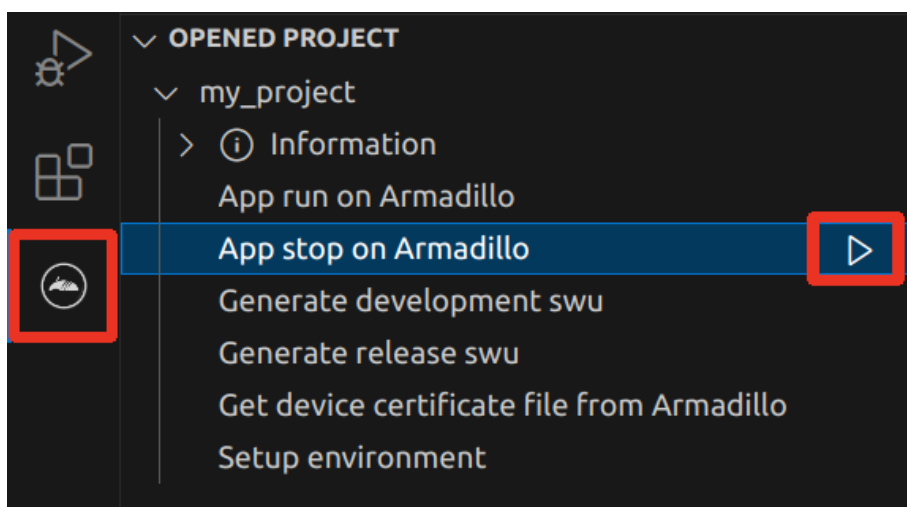 OPENED PROJECT
my_project
Information
App run on Armadillo
App stop on Armadillo
Generate development swu
Generate release swu
Get device certificate file from Armadillo
Setup environment